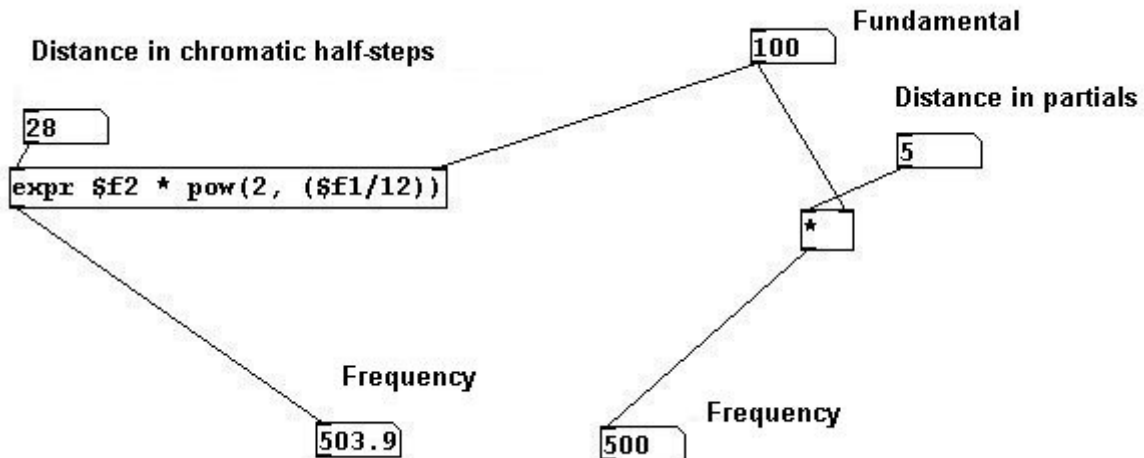 Fundamental
100
Distance in chromatic half-steps
Distance in partials
28
5
expr $f2 * pow(2, ($f1/12))
*
Frequency
503.9
Frequency
500